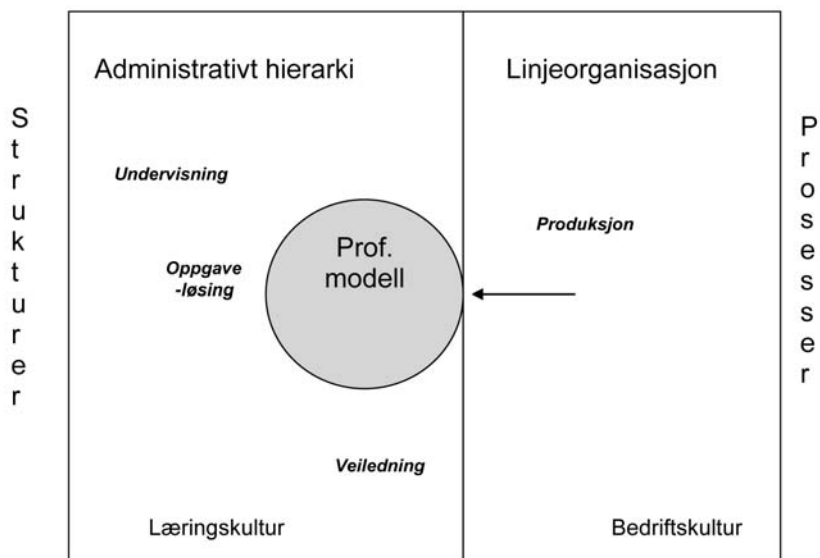 Strukturer
Administrativt hierarki
Linjeorganisasjon
Prosesser
Undervisning
Produksjon
Prof.
modell
Oppgave
-løsing
Veiledning
Læringskultur
Bedriftskultur